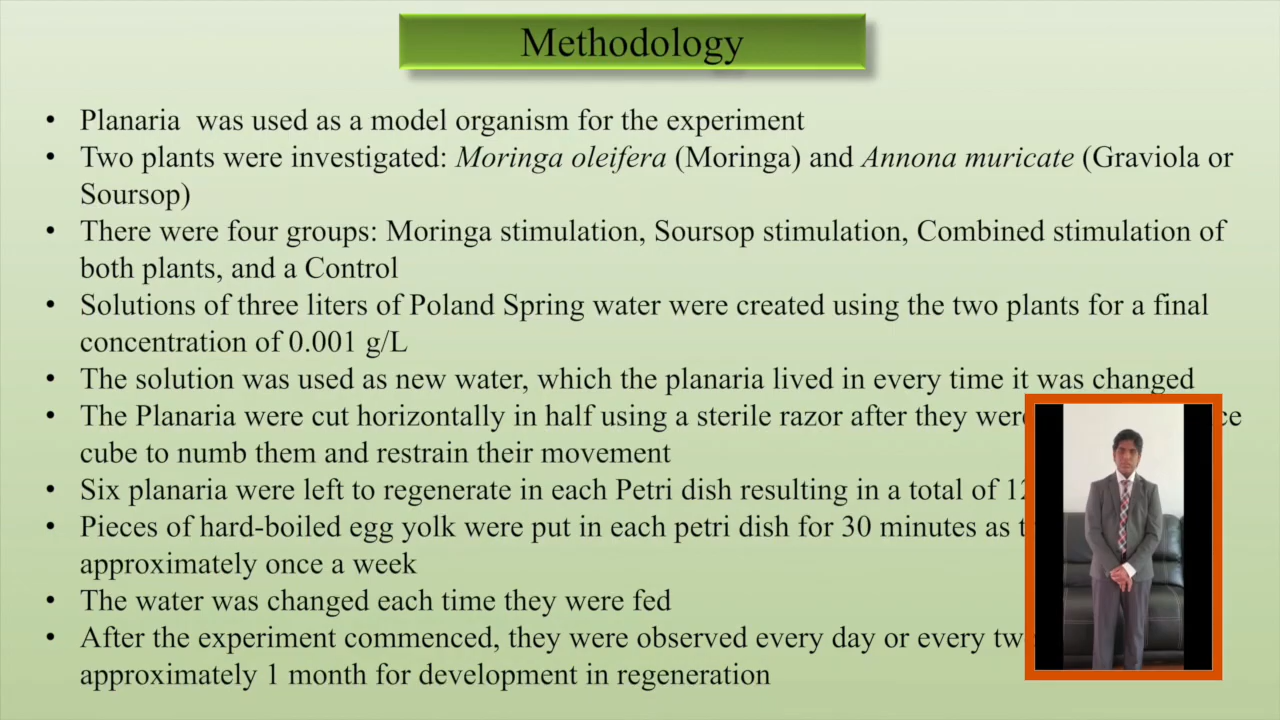 Methodology
• Planaria was used as a model organism for the experiment
• Two plants were investigated: Moringa oleifera (Moringa) and Annona muricate (Graviola or
Soursop)
• There were four groups: Moringa stimulation, Soursop stimulation, Combined stimulation of
both plants, and a Control
• Solutions of three liters of Poland Spring water were created using the two plants for a final
concentration of 0.001 g/L
• The solution was used as new water, which the planaria lived in every time it was changed
• The Planaria were cut horizontally in half using a sterile razor after they were
cube to numb them and restrain their movement
• Six planaria were left to regenerate in each Petri dish resulting in a total of
• Pieces of hard-boiled egg yolk were put in each petri dish for 30 minutes as
approximately once a week
• The water was changed each time they were fed
• After the experiment commenced, they were observed every day or every
approximately 1 month for development in regeneration